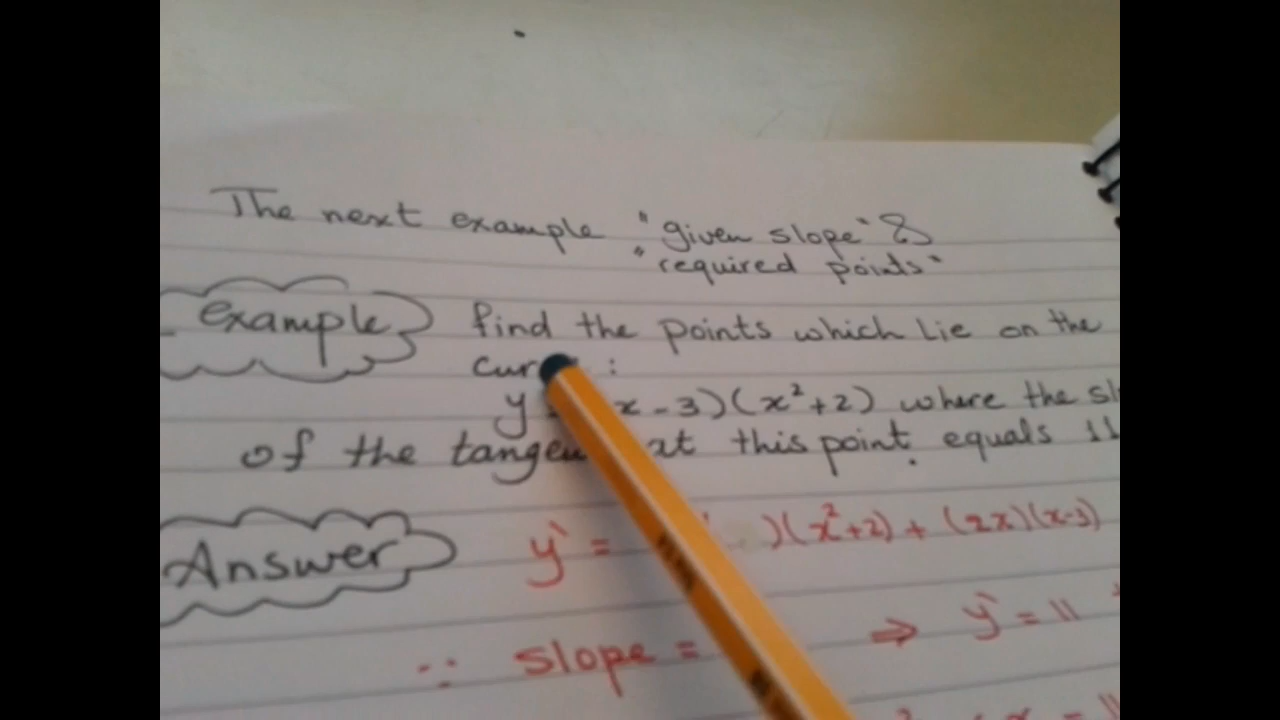 The next example "given slope" &
"required points"
example
find the points which lie on the
cur :
y x - 3)(x²+2) where the sl
of the tangen at this point. equals 11
Answer
y` = )(x²+2) + (2x)(x-3)
∵ slope = ⇒ y` = 11